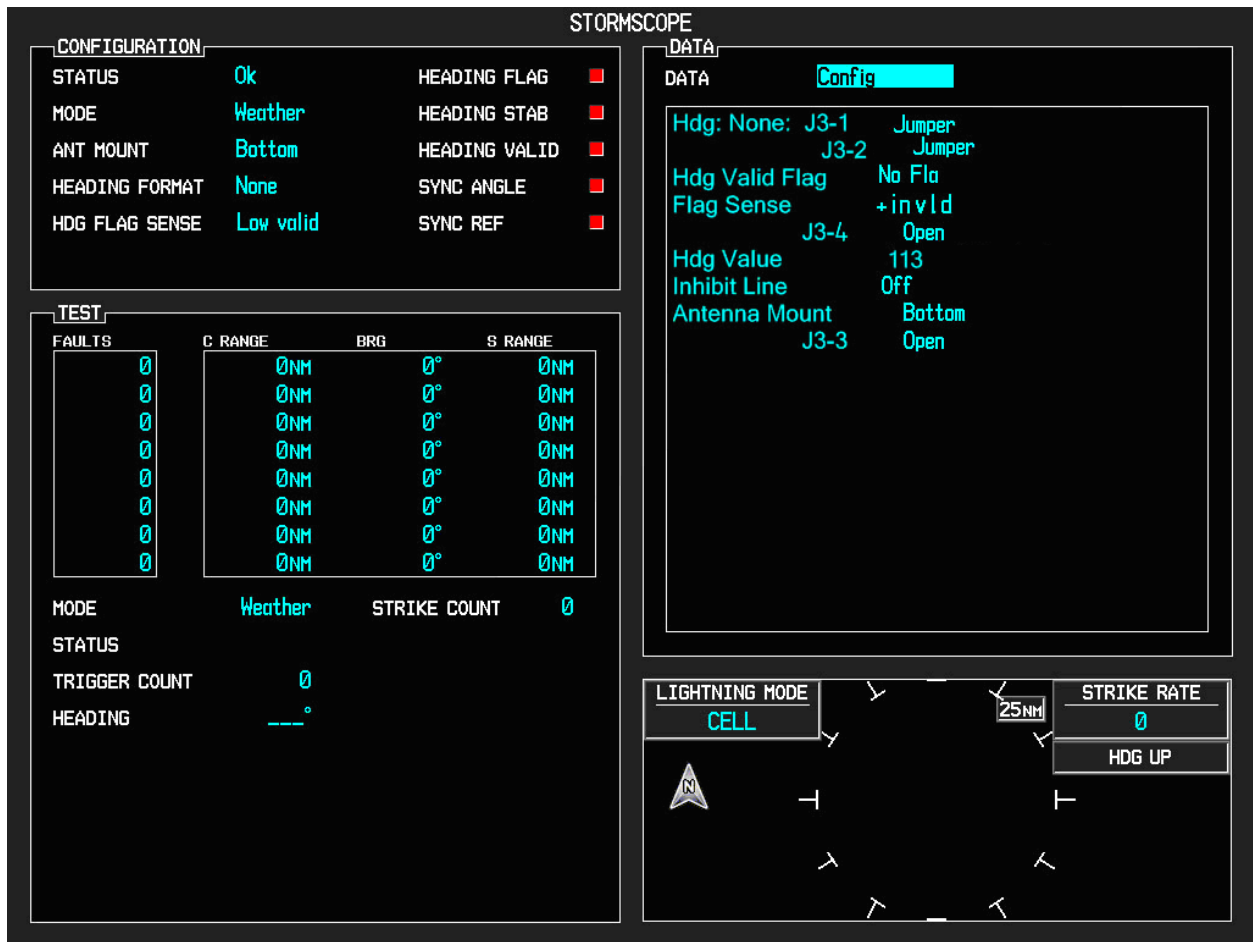 STORMSCOPE
CONFIGURATION
STATUS Ok HEADING FLAG
MODE Weather HEADING STAB
ANT MOUNT Bottom HEADING VALID
HEADING FORMAT None SYNC ANGLE
HDG FLAG SENSE Low valid SYNC REF
TEST
FAULTS C RANGE BRG S RANGE
0 0NM 0° 0NM
0 0NM 0° 0NM
0 0NM 0° 0NM
0 0NM 0° 0NM
0 0NM 0° 0NM
0 0NM 0° 0NM
0 0NM 0° 0NM
0 0NM 0° 0NM
MODE Weather STRIKE COUNT 0
STATUS
TRIGGER COUNT 0
HEADING ___°
DATA
DATA Config
Hdg: None: J3-1 Jumper
J3-2 Jumper
Hdg Valid Flag No Fla
Flag Sense +invld
J3-4 Open
Hdg Value 113
Inhibit Line Off
Antenna Mount Bottom
J3-3 Open
LIGHTNING MODE
CELL
N
25NM
STRIKE RATE
0
HDG UP